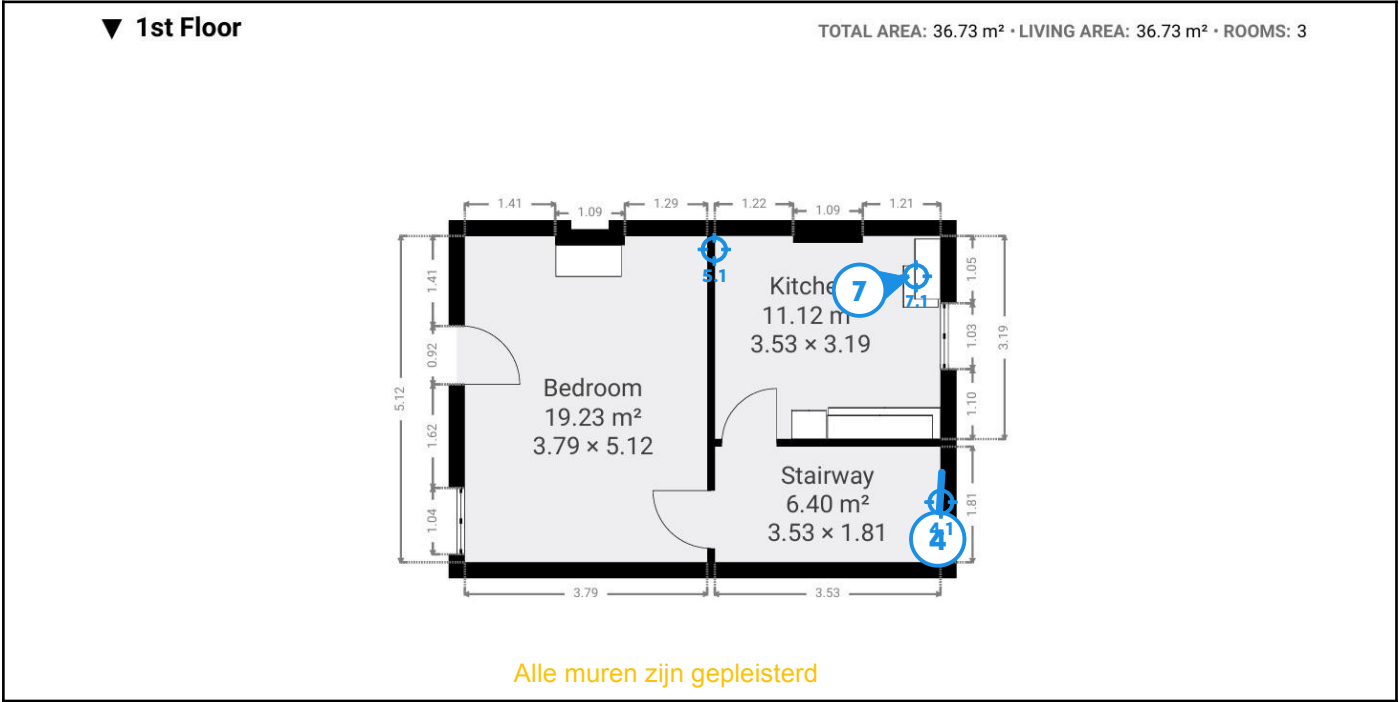 ▼ 1st Floor
TOTAL AREA: 36.73 m² · LIVING AREA: 36.73 m² · ROOMS: 3
1.41
1.09
1.29
1.22
1.09
1.21
5.12
1.41
0.92
1.62
1.04
5.1
7
7.1
1.05
1.03
1.10
3.19
Kitche
11.12 m
3.53 × 3.19
Bedroom
19.23 m²
3.79 × 5.12
Stairway
6.40 m²
3.53 × 1.81
4.1
4
1.81
3.79
3.53
Alle muren zijn gepleisterd